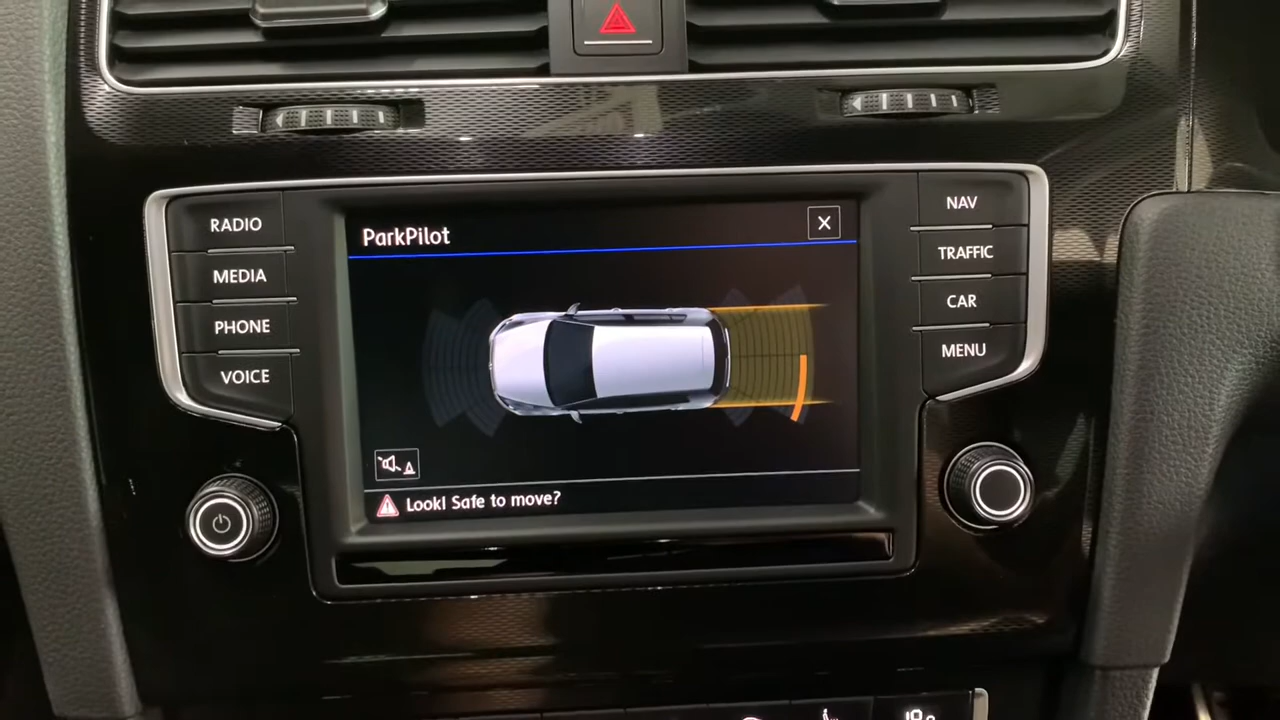 RADIO
MEDIA
PHONE
VOICE
ParkPilot
X
Look! Safe to move?
NAV
TRAFFIC
CAR
MENU